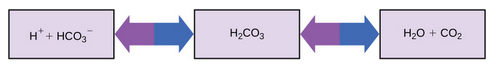 H⁺ + HCO₃⁻
H₂CO₃
H₂O + CO₂